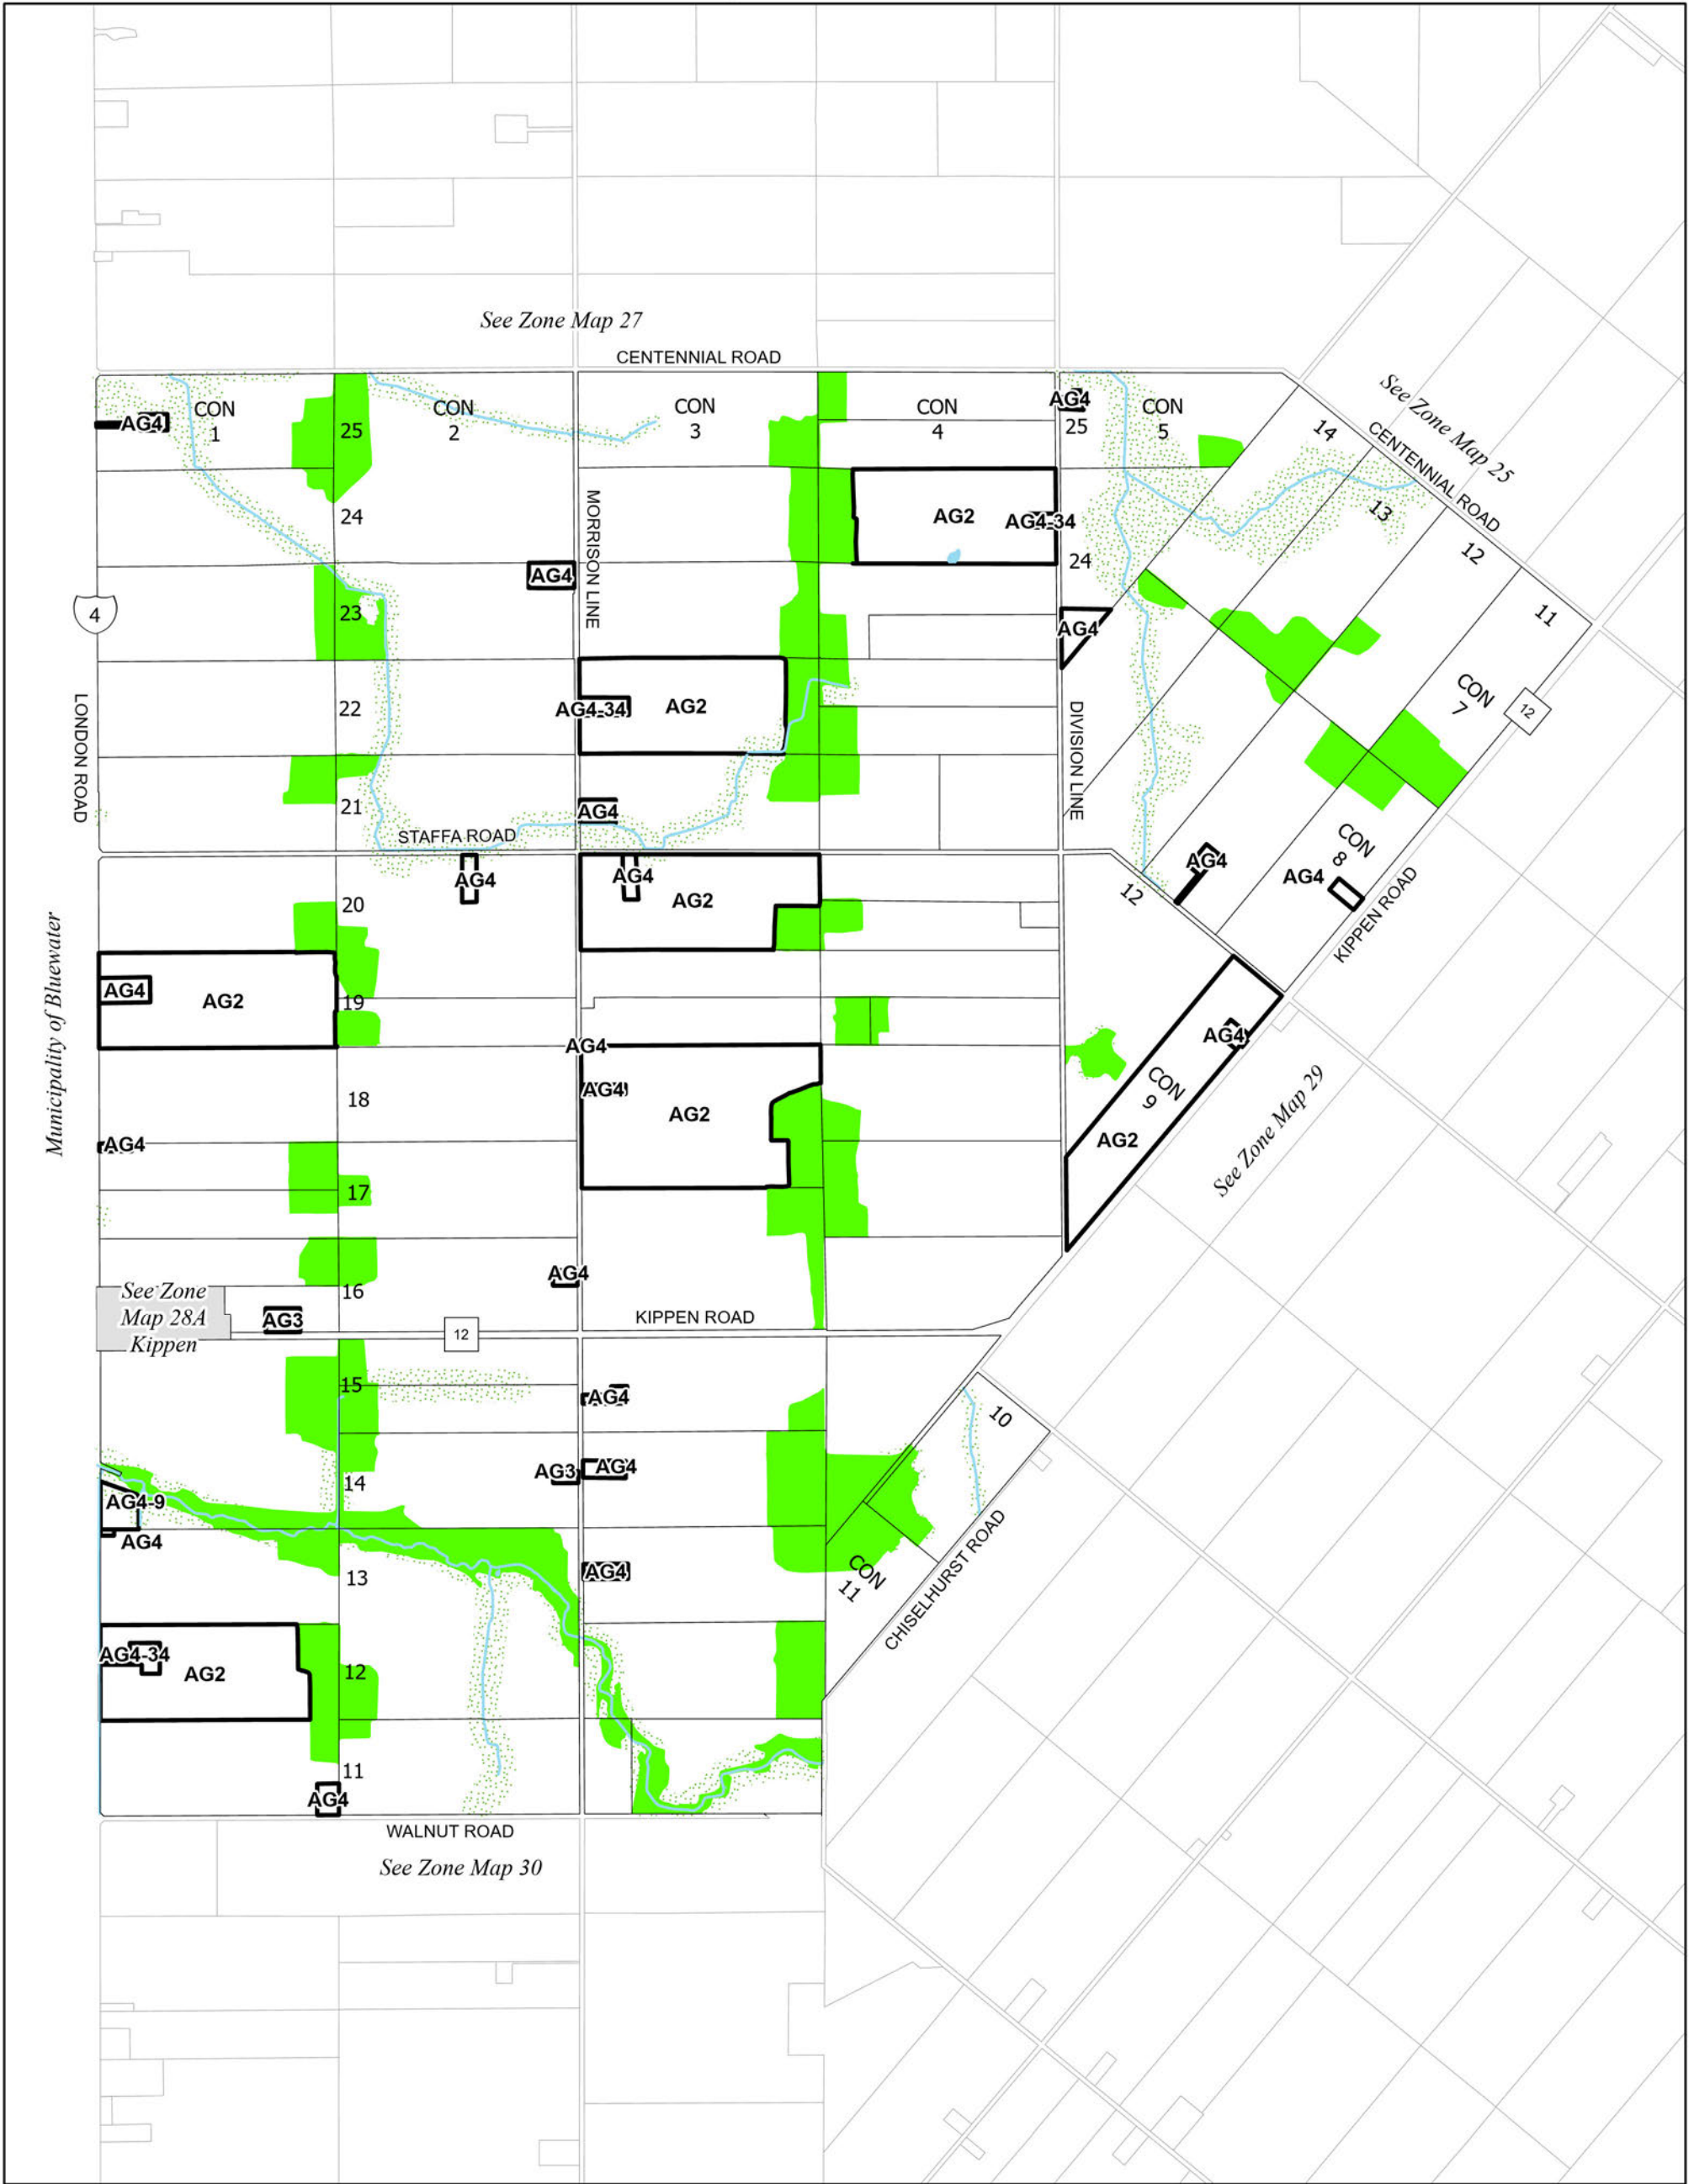 See Zone Map 27
CENTENNIAL ROAD
See Zone Map 25
CENTENNIAL ROAD
AG4
CON
1
25
CON
2
CON
3
CON
4
AG4
25
CON
5
14
13
12
11
24
MORRISON LINE
AG2
AG4-34
24
AG4
4
23
AG4
LONDON ROAD
22
AG4-34
AG2
DIVISION LINE
CON
7
12
21
AG4
STAFFA ROAD
AG4
AG4
AG2
12
AG4
CON
8
AG4
KIPPEN ROAD
20
Municipality of Bluewater
AG4
AG2
19
AG4
AG4
AG2
18
AG4
CON
9
AG2
See Zone Map 29
AG4
17
AG4
See Zone
Map 28A
Kippen
16
AG3
12
KIPPEN ROAD
15
AG4
10
14
AG3
AG4
AG4-9
AG4
13
AG4
CON
11
CHISELHURST ROAD
AG4-34
AG2
12
11
AG4
WALNUT ROAD
See Zone Map 30